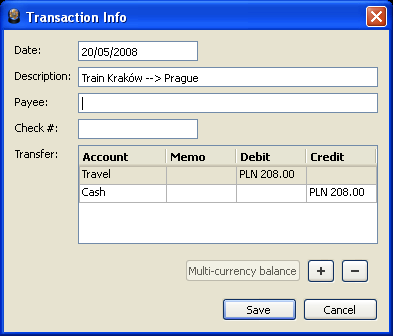 Transaction Info
Date: 20/05/2008
Description: Train Kraków --> Prague
Payee:
Check #:
Transfer: Account Memo Debit Credit
Travel PLN 208.00
Cash PLN 208.00
Multi-currency balance + −
Save Cancel